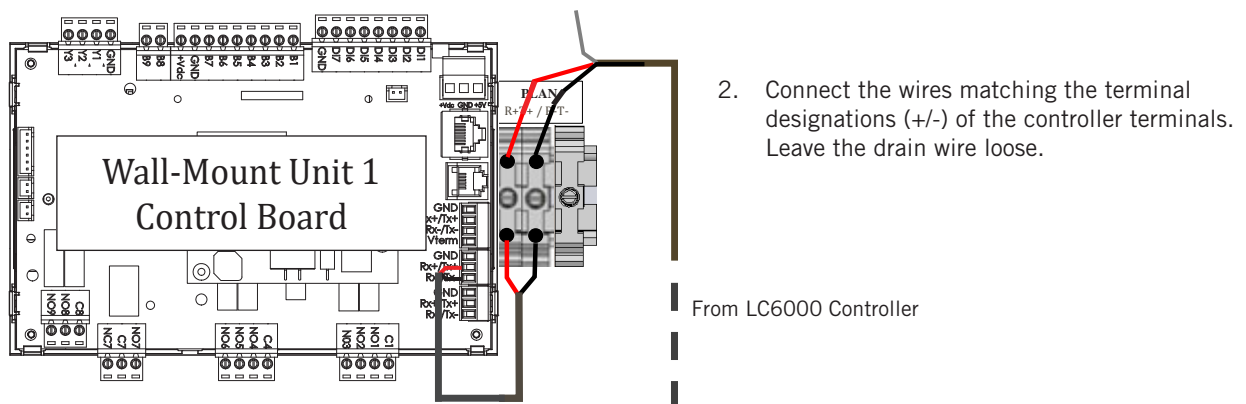 Y3
Y2
Y1
GND
B9
B8
+Vdc
GND
B7
B6
B5
B4
B3
B2
B1
GND
DI7
DI6
DI5
DI4
DI3
DI2
DI1
+Vdc GND +5V
PLAN
R+T+ / R-T-
Wall-Mount Unit 1
Control Board
GND
x+/Tx+
Rx-/Tx-
Vterm
GND
Rx+/Tx+
GND
Rx+/Tx+
Rx-/Tx-
NO9
NO8
C8
NC7
C7
NO7
NO6
NO5
NO4
C4
NO3
NO2
NO1
C1
2. Connect the wires matching the terminal
designations (+/-) of the controller terminals.
Leave the drain wire loose.
From LC6000 Controller